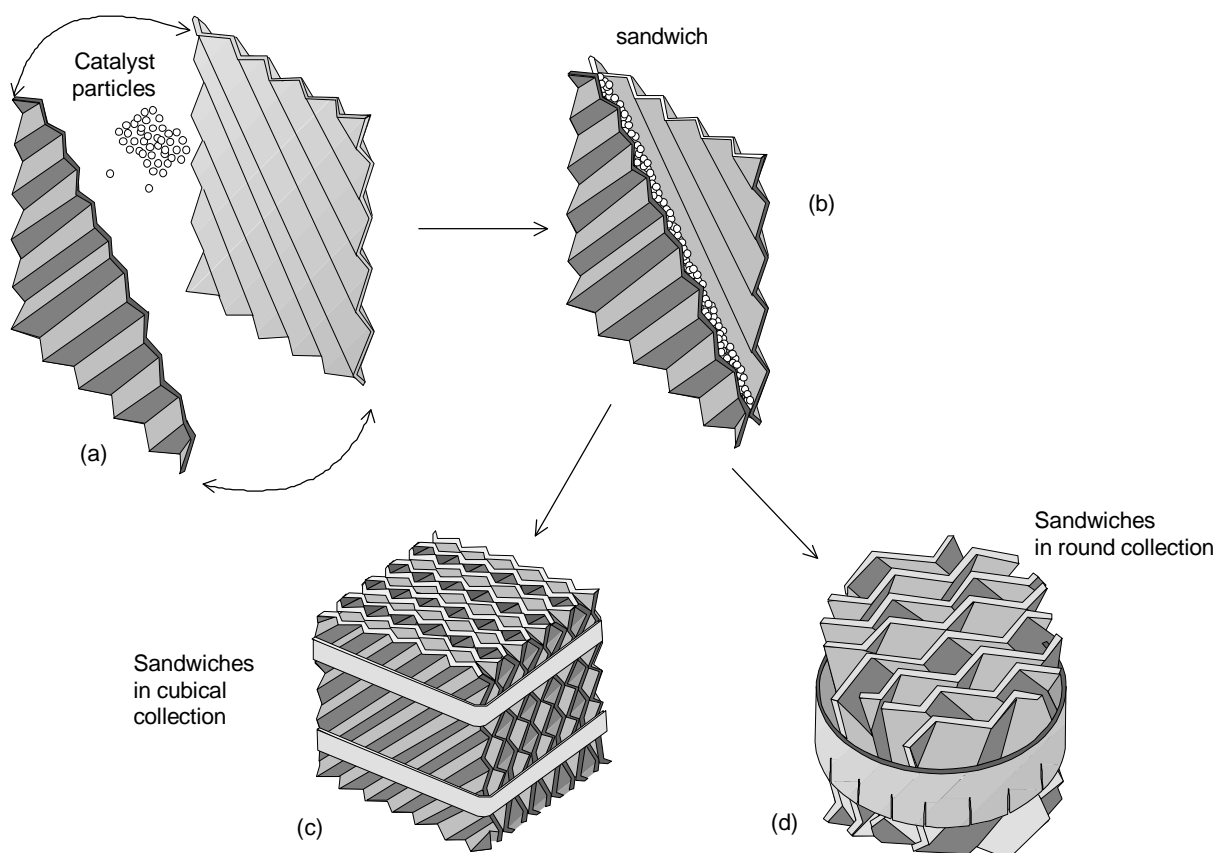 Catalyst
particles
(a)
sandwich
(b)
Sandwiches
in cubical
collection
(c)
Sandwiches
in round collection
(d)